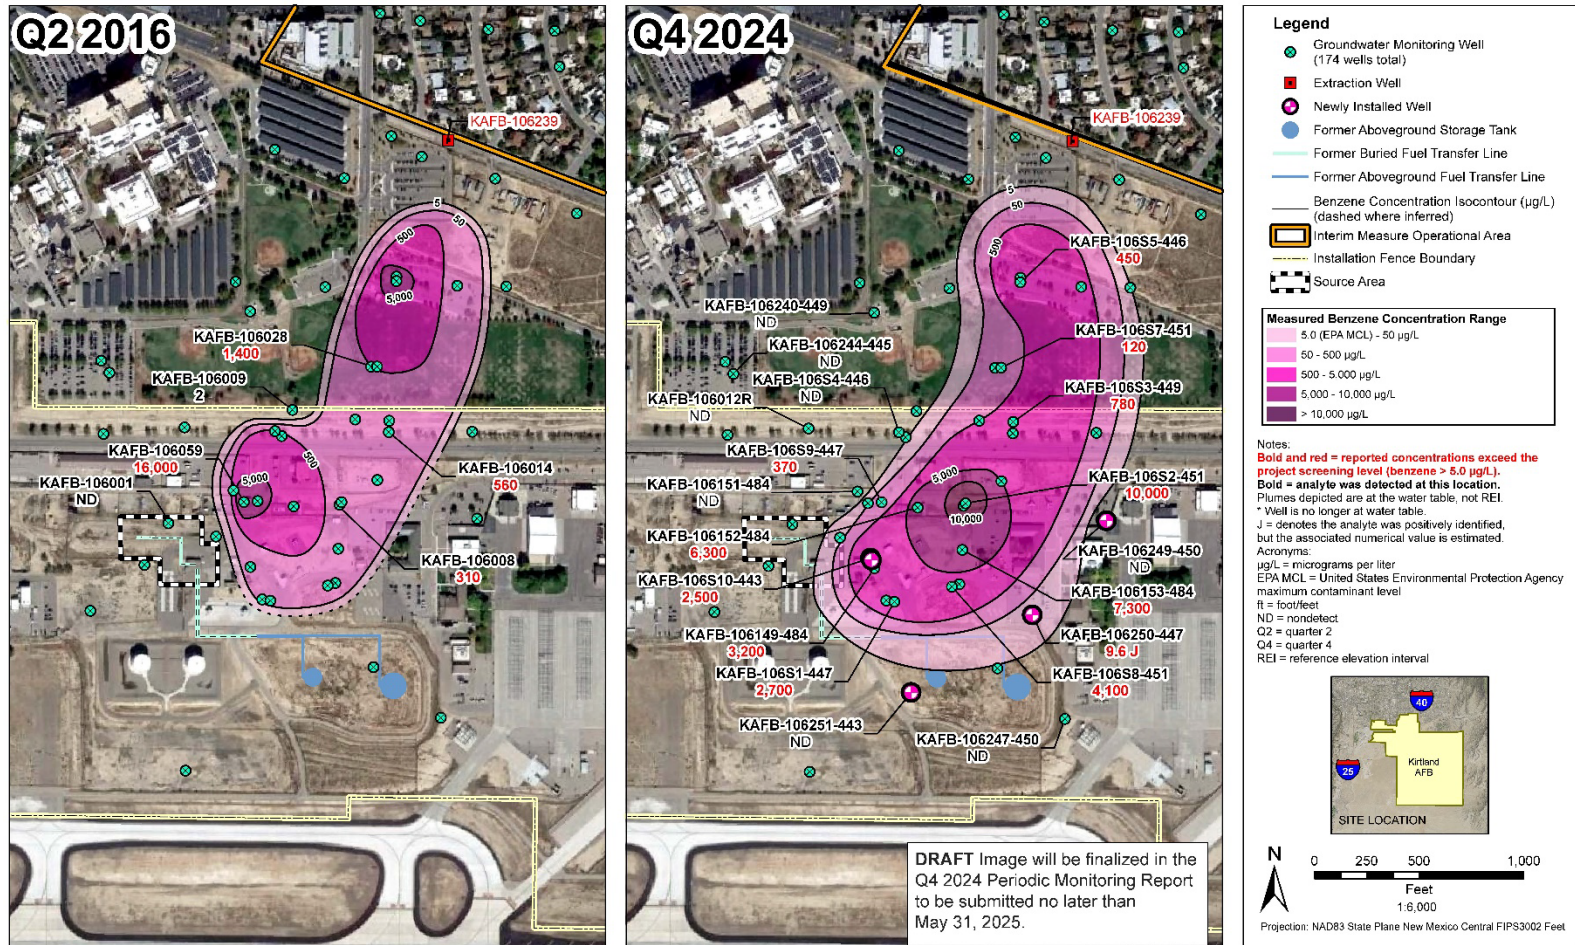 Q2 2016
KAFB-106239
5
50
500
5,000
KAFB-106028
1,400
KAFB-106009
2
KAFB-106059
16,000
5,000
500
KAFB-106014
560
KAFB-106001
ND
KAFB-106008
310
Q4 2024
KAFB-106239
5
50
500
KAFB-106S5-446
450
KAFB-106240-449
ND
KAFB-106S7-451
120
KAFB-106244-445
ND
KAFB-106S4-446
ND
KAFB-106S3-449
780
KAFB-106012R
ND
KAFB-106S9-447
370
5,000
KAFB-106S2-451
10,000
KAFB-106151-484
ND
10,000
KAFB-106152-484
6,300
KAFB-106249-450
ND
KAFB-106S10-443
2,500
KAFB-106153-484
7,300
KAFB-106149-484
3,200
KAFB-106250-447
9.6 J
KAFB-106S1-447
2,700
KAFB-106S8-451
4,100
KAFB-106251-443
ND
KAFB-106247-450
ND
DRAFT Image will be finalized in the
Q4 2024 Periodic Monitoring Report
to be submitted no later than
May 31, 2025.
Legend
Groundwater Monitoring Well
(174 wells total)
Extraction Well
Newly Installed Well
Former Aboveground Storage Tank
Former Buried Fuel Transfer Line
Former Aboveground Fuel Transfer Line
Benzene Concentration Isocontour (µg/L)
(dashed where inferred)
Interim Measure Operational Area
Installation Fence Boundary
Source Area
Measured Benzene Concentration Range
5.0 (EPA MCL) - 50 µg/L
50 - 500 µg/L
500 - 5.000 µg/L
5,000 - 10,000 µg/L
> 10,000 µg/L
Notes:
Bold and red = reported concentrations exceed the
project screening level (benzene > 5.0 µg/L).
Bold = analyte was detected at this location.
Plumes depicted are at the water table, not REI.
* Well is no longer at water table.
J = denotes the analyte was positively identified,
but the associated numerical value is estimated.
Acronyms:
µg/L = micrograms per liter
EPA MCL = United States Environmental Protection Agency
maximum contaminant level
ft = foot/feet
ND = nondetect
Q2 = quarter 2
Q4 = quarter 4
REI = reference elevation interval
40
25
Kirtland
AFB
SITE LOCATION
N
0 250 500 1,000
Feet
1:6,000
Projection: NAD83 State Plane New Mexico Central FIPS3002 Feet